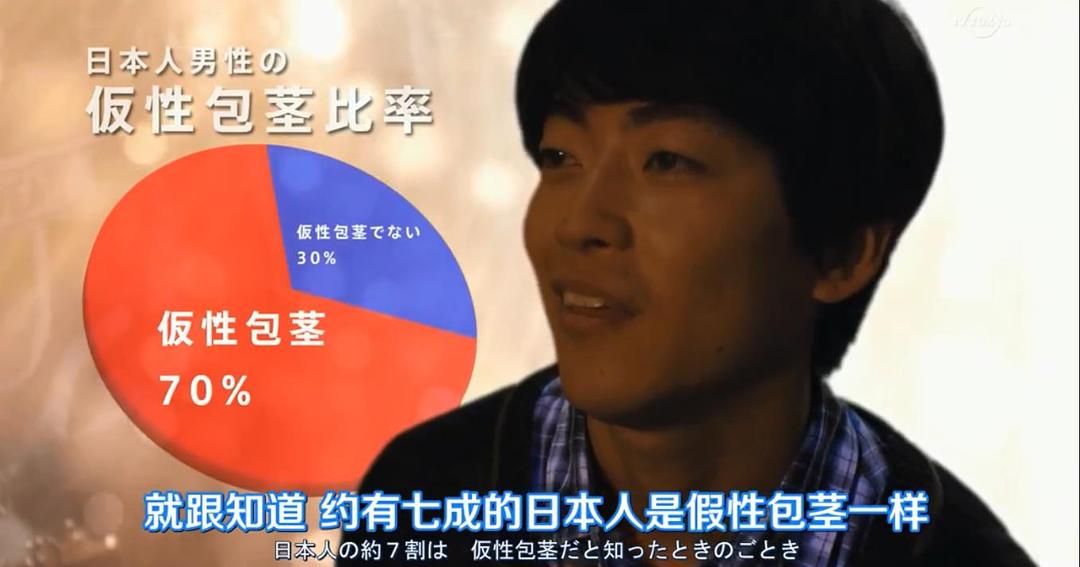 TV TOKYO
日本人男性の
仮性包茎比率
仮性包茎でない
30%
仮性包茎
70%
就跟知道 约有七成的日本人是假性包茎一样
日本人の約７割は 仮性包茎だと知ったときのごとき